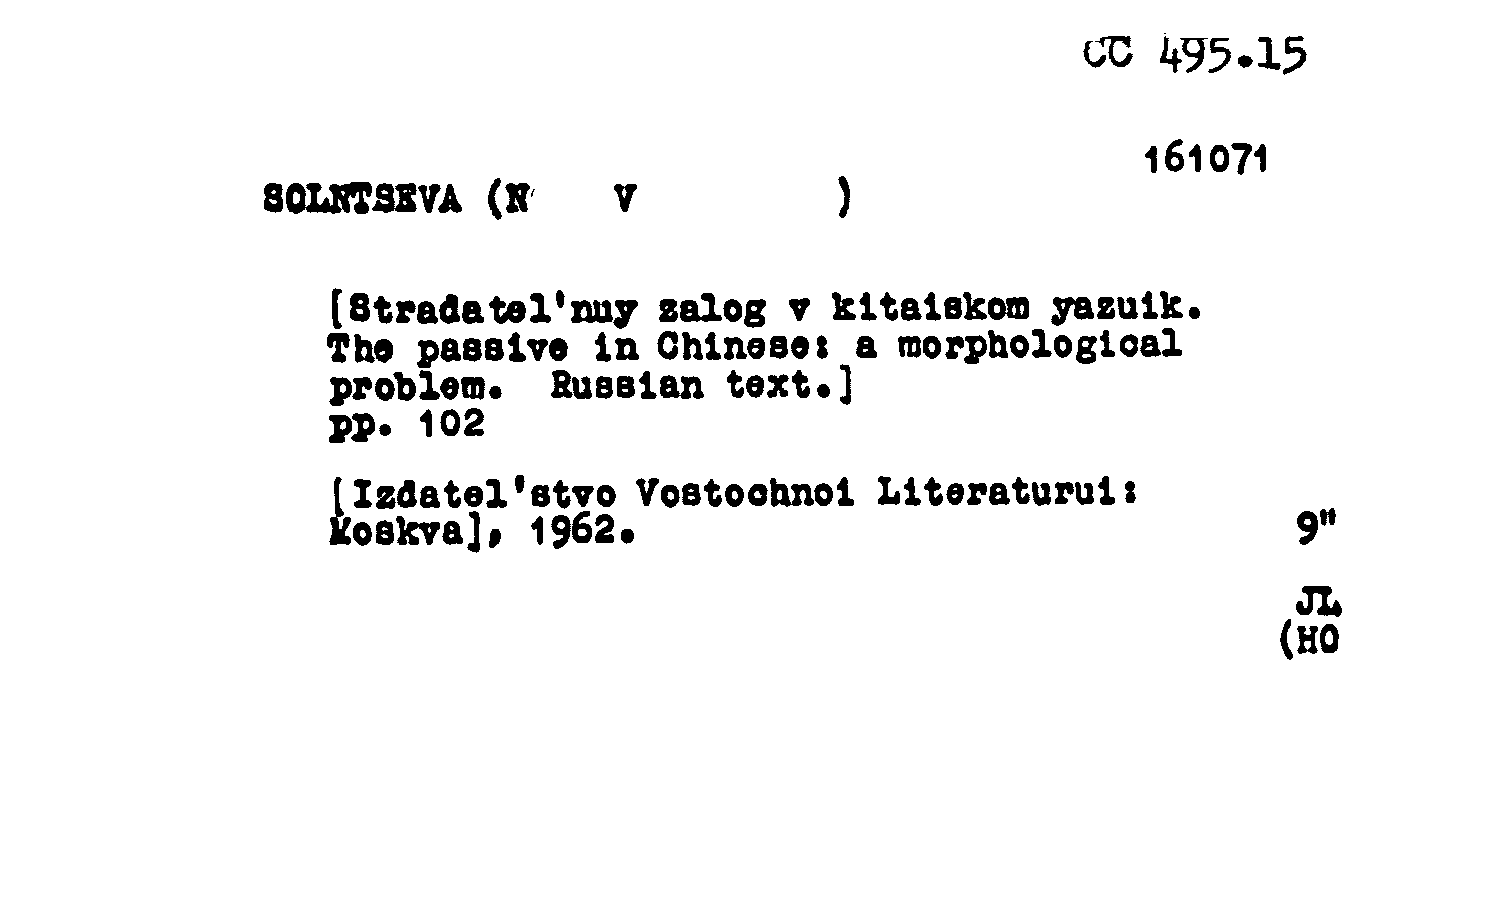 CC 495.15
161071
SOLNTSEVA (N V )
[Stradatel'nuy zalog v kitaiskom yazuik.
The passive in Chinese: a morphological
problem. Russian text.]
pp. 102
[Izdatel'stvo Vostochnoi Literaturui:
Moskva], 1962.
9"
JL
(HO